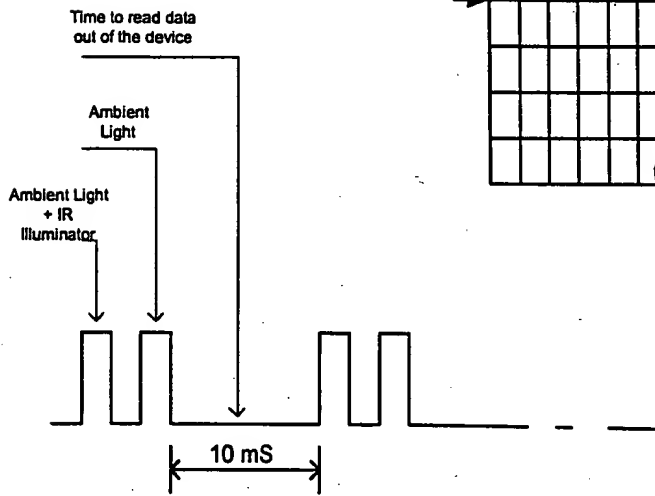 Time to read data
out of the device
Ambient
Light
Ambient Light
+ IR
Illuminator
10 mS